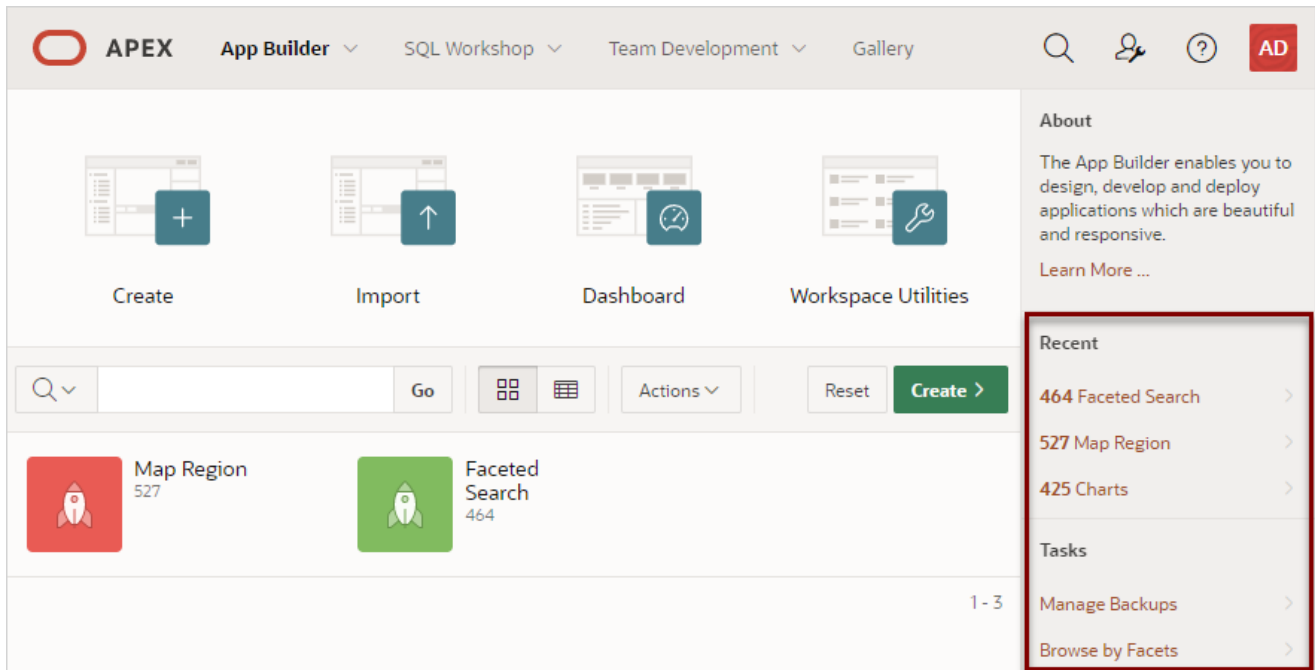 APEX App Builder SQL Workshop Team Development Gallery AD
Create Import Dashboard Workspace Utilities
Go Actions Reset Create >
Map Region
527
Faceted
Search
464
1 - 3
About
The App Builder enables you to
design, develop and deploy
applications which are beautiful
and responsive.
Learn More ...
Recent
464 Faceted Search
527 Map Region
425 Charts
Tasks
Manage Backups
Browse by Facets